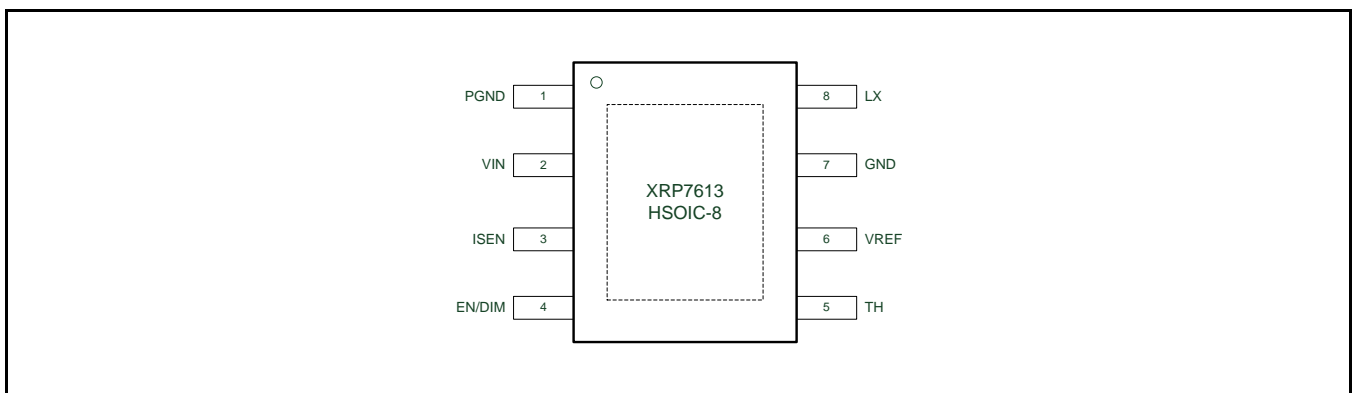 PGND 1
8 LX
VIN 2
7 GND
XRP7613
HSOIC-8
ISEN 3
6 VREF
EN/DIM 4
5 TH